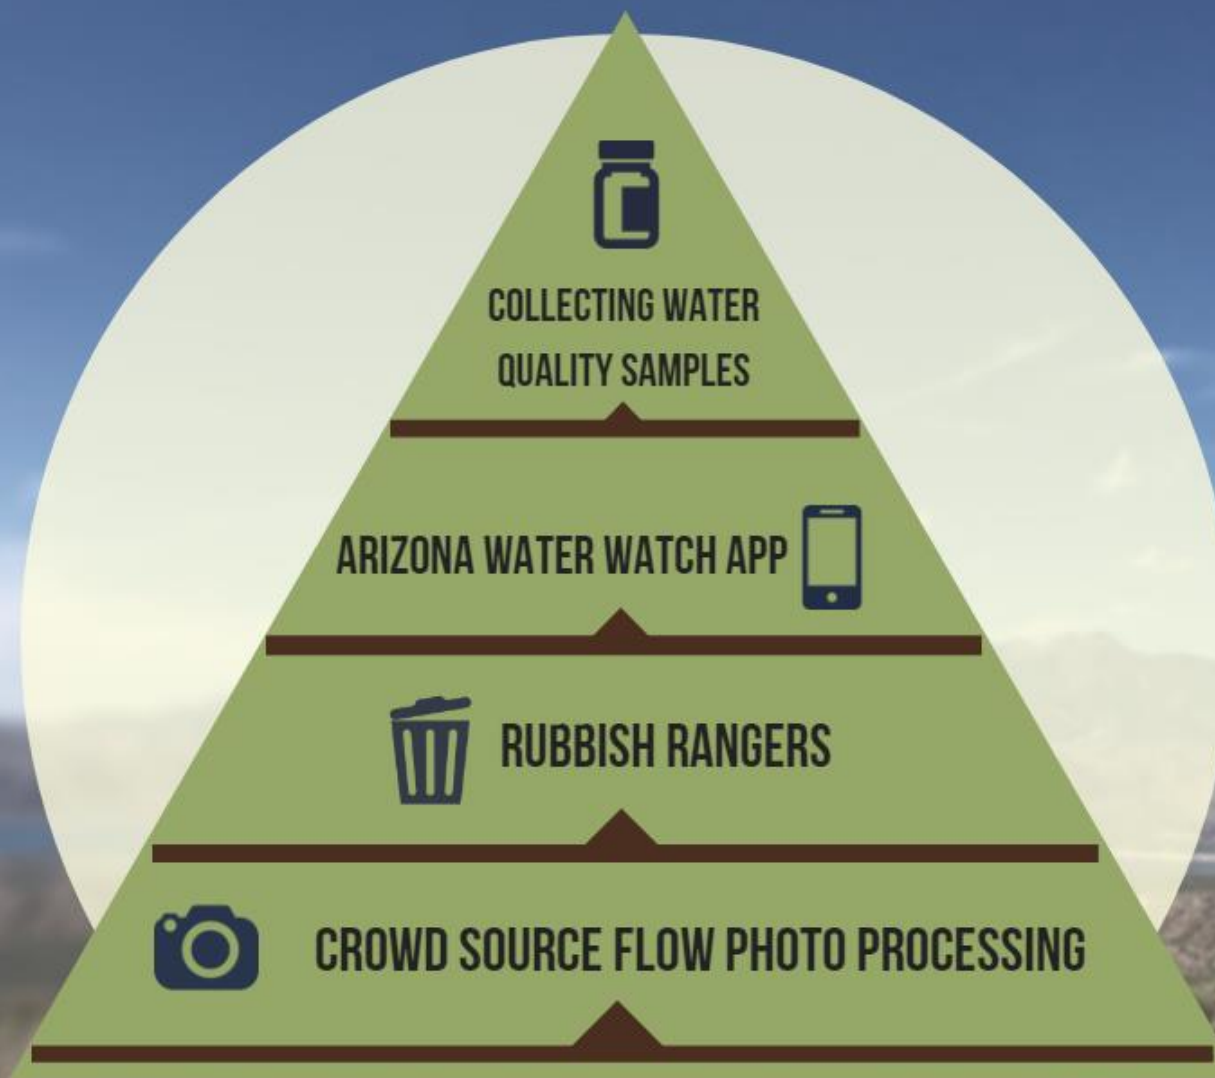 COLLECTING WATER
QUALITY SAMPLES
ARIZONA WATER WATCH APP
RUBBISH RANGERS
CROWD SOURCE FLOW PHOTO PROCESSING